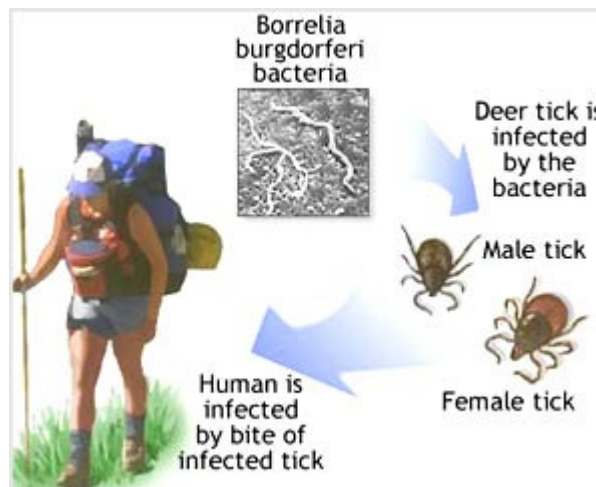 Borrelia
burgdorferi
bacteria
Deer tick is
infected
by the
bacteria
Male tick
Female tick
Human is
infected
by bite of
infected tick